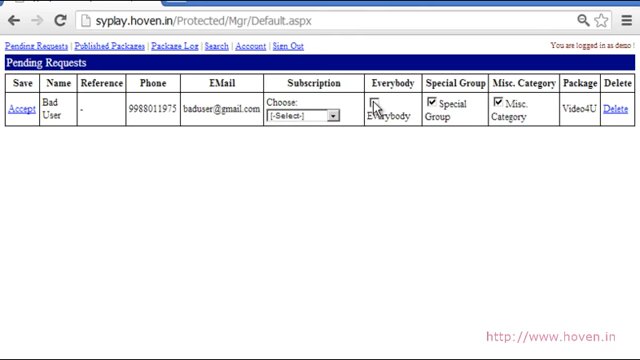 syplay.hoven.in/Protected/Mgr/Default.aspx
Pending Requests | Published Packages | Package Log | Search | Account | Sign Out
You are logged in as demo !
Pending Requests
Save Name Reference Phone EMail Subscription Everybody Special Group Misc. Category Package Delete
Accept Bad User - 9988011975 baduser@gmail.com Choose: [-Select-] Everybody Special Group Misc. Category Video4U Delete
http://www.hoven.in